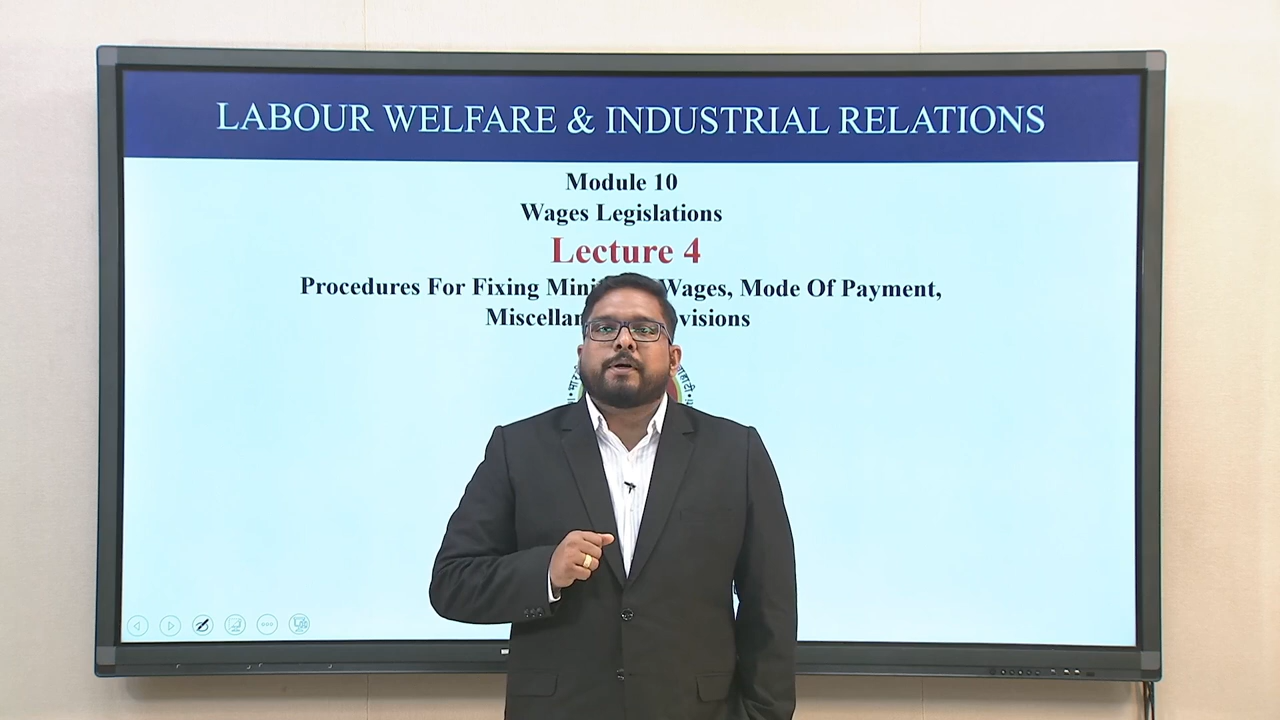 LABOUR WELFARE & INDUSTRIAL RELATIONS
Module 10
Wages Legislations
Lecture 4
Procedures For Fixing Wages, Mode Of Payment,